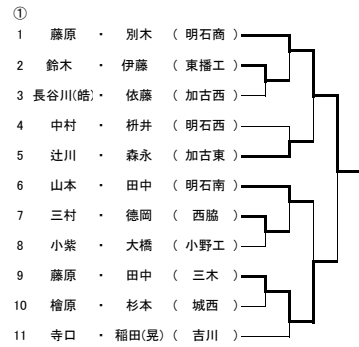 ①
1 藤原 ・ 別木 ( 明石商 )
2 鈴木 ・ 伊藤 ( 東播工 )
3 長谷川(皓)・ 依藤 ( 加古西 )
4 中村 ・ 枡井 ( 明石西 )
5 辻川 ・ 森永 ( 加古東 )
6 山本 ・ 田中 ( 明石南 )
7 三村 ・ 德岡 ( 西脇 )
8 小紫 ・ 大橋 ( 小野工 )
9 藤原 ・ 田中 ( 三木 )
10 檜原 ・ 杉本 ( 城西 )
11 寺口 ・ 稲田(晃) ( 吉川 )